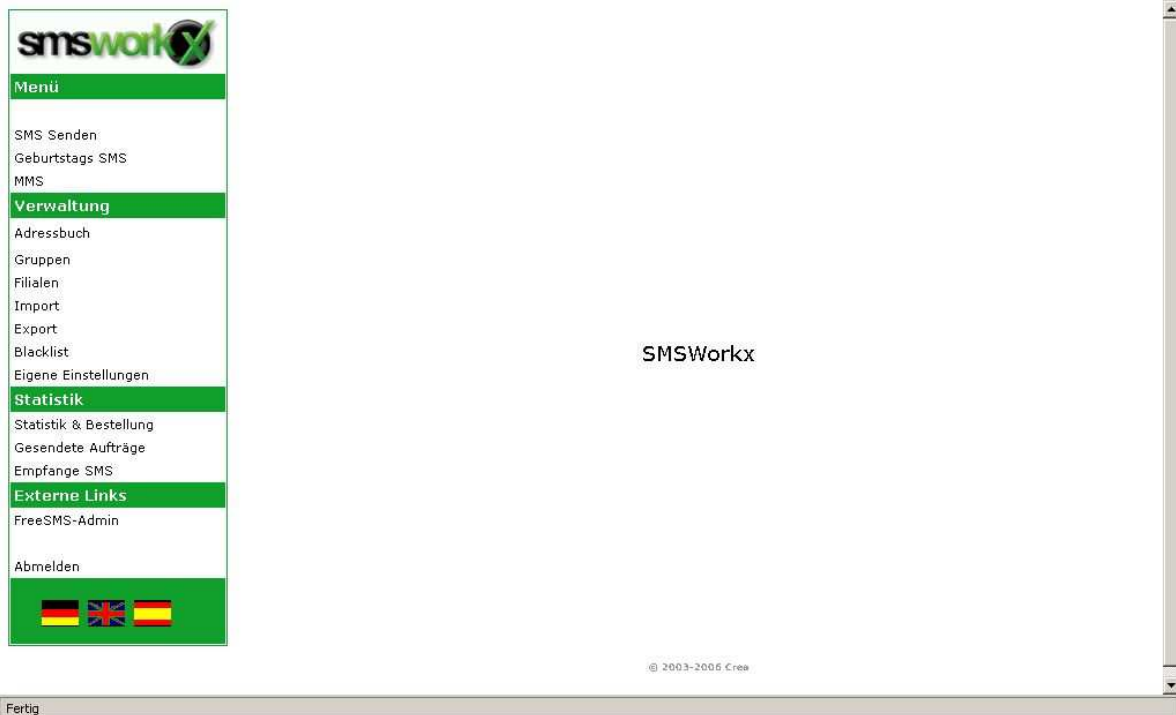 smsworkX
Menü
SMS Senden
Geburtstags SMS
MMS
Verwaltung
Adressbuch
Gruppen
Filialen
Import
Export
Blacklist
Eigene Einstellungen
Statistik
Statistik & Bestellung
Gesendete Aufträge
Empfange SMS
Externe Links
FreeSMS-Admin
Abmelden
SMSWorkx
© 2003-2006 Crea
Fertig